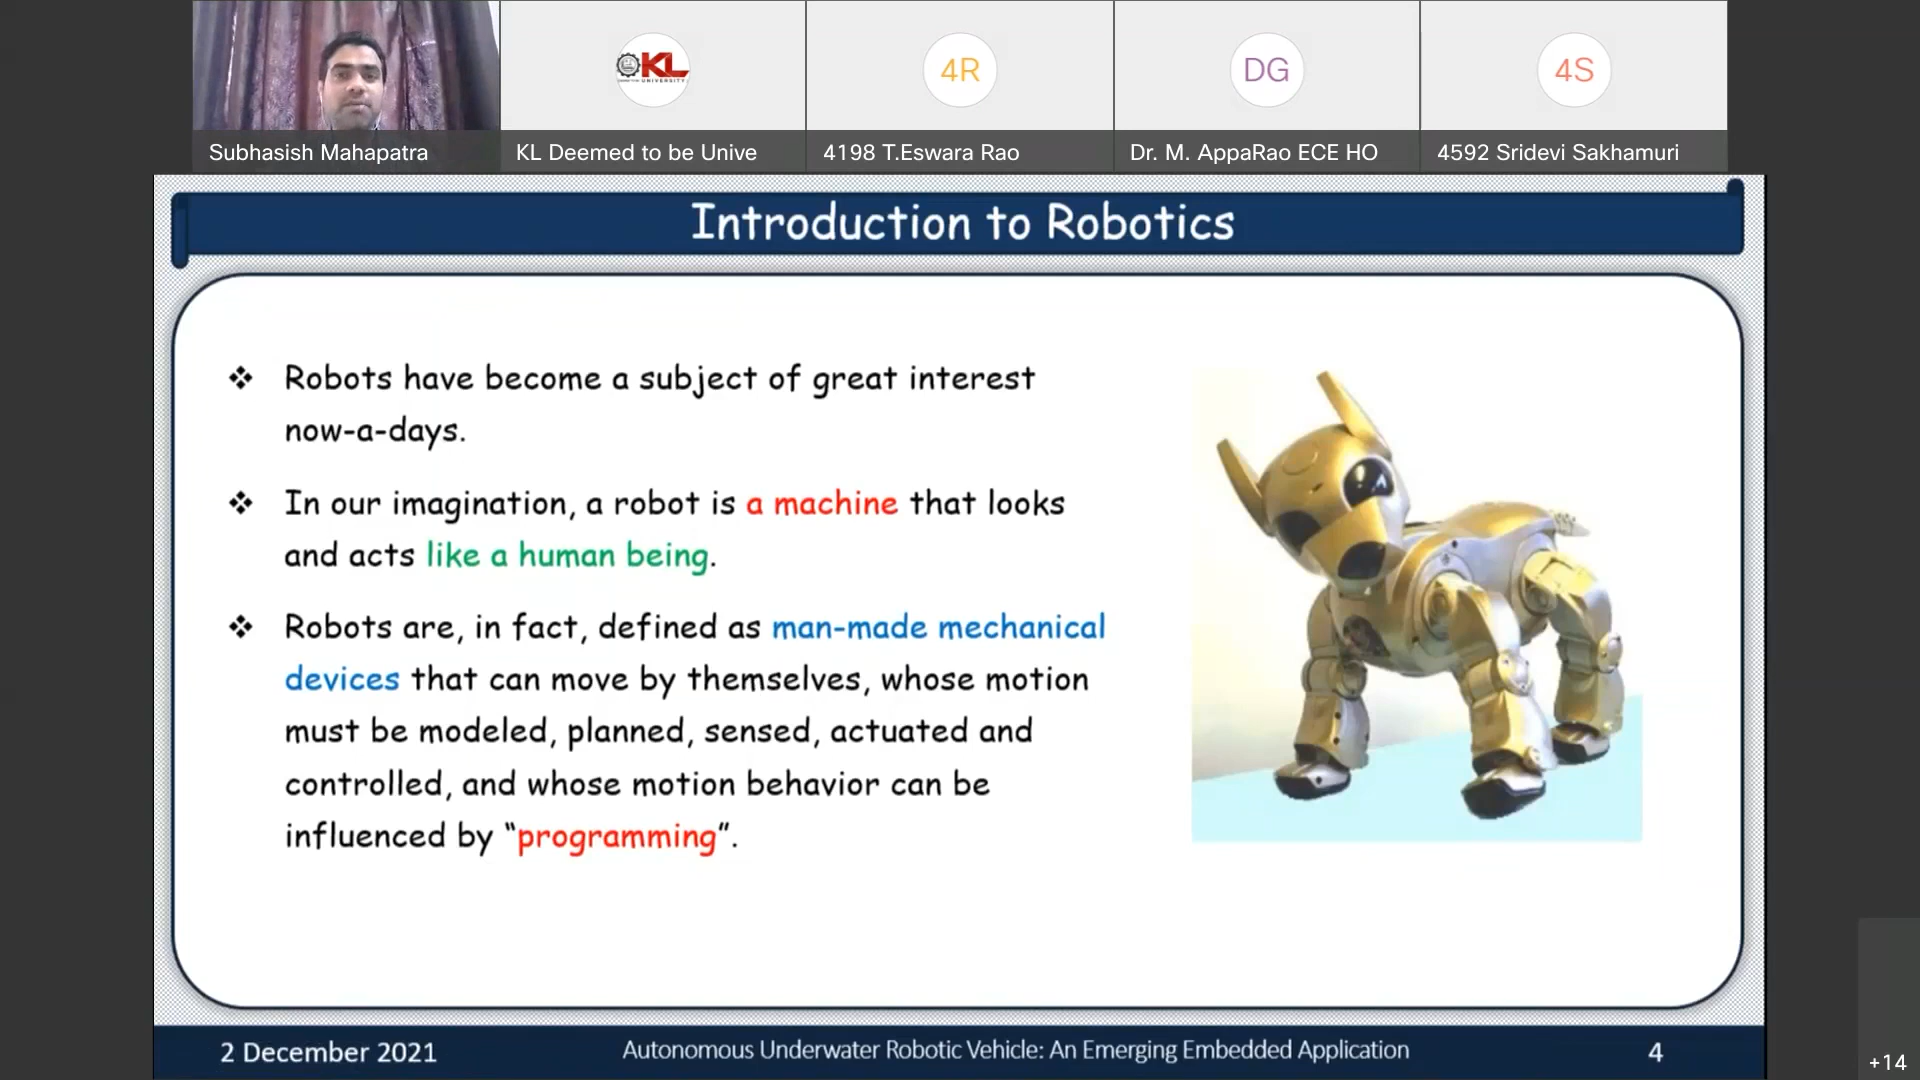 KL
UNIVERSITY
4R
DG
4S
Subhasish Mahapatra
KL Deemed to be Unive
4198 T.Eswara Rao
Dr. M. AppaRao ECE HO
4592 Sridevi Sakhamuri
Introduction to Robotics
❖ Robots have become a subject of great interest
now-a-days.
❖ In our imagination, a robot is a machine that looks
and acts like a human being.
❖ Robots are, in fact, defined as man-made mechanical
devices that can move by themselves, whose motion
must be modeled, planned, sensed, actuated and
controlled, and whose motion behavior can be
influenced by “programming”.
2 December 2021
Autonomous Underwater Robotic Vehicle: An Emerging Embedded Application
4
+14